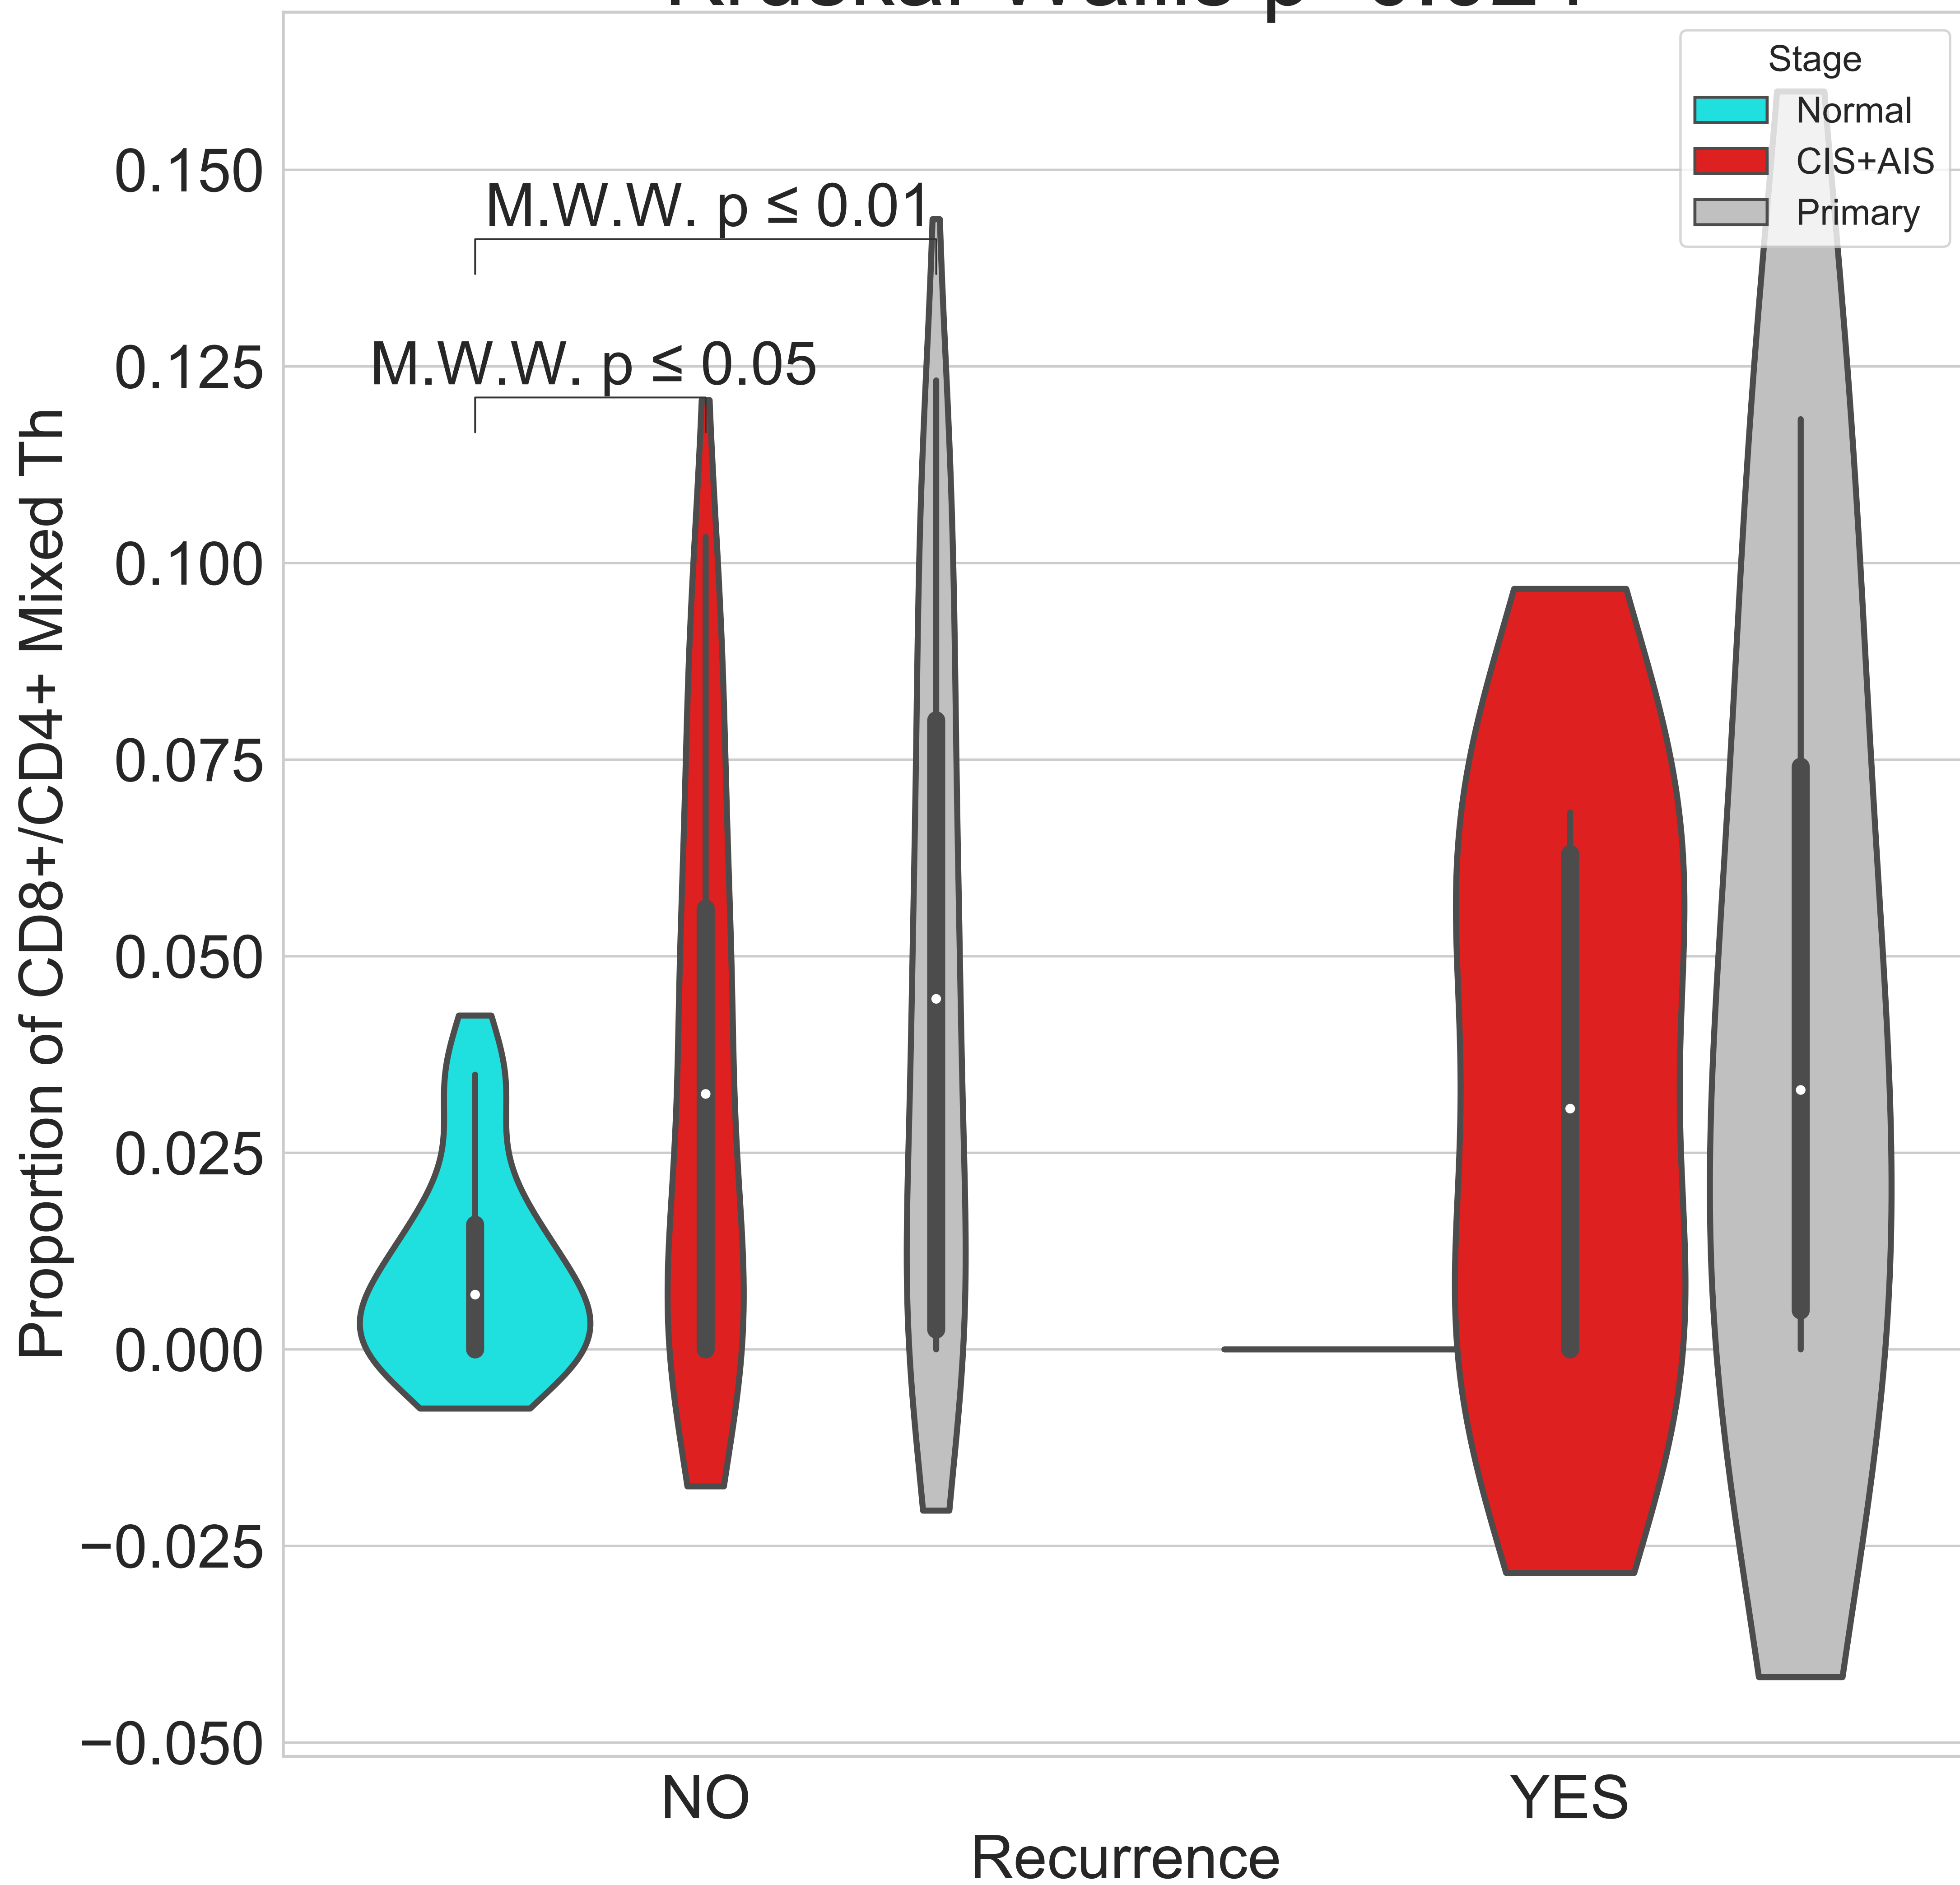 Stage
Normal
CIS+AIS
Primary
M.W.W. p ≤ 0.01
M.W.W. p ≤ 0.05
Proportion of CD8+/CD4+ Mixed Th
0.150
0.125
0.100
0.075
0.050
0.025
0.000
−0.025
−0.050
NO
YES
Recurrence